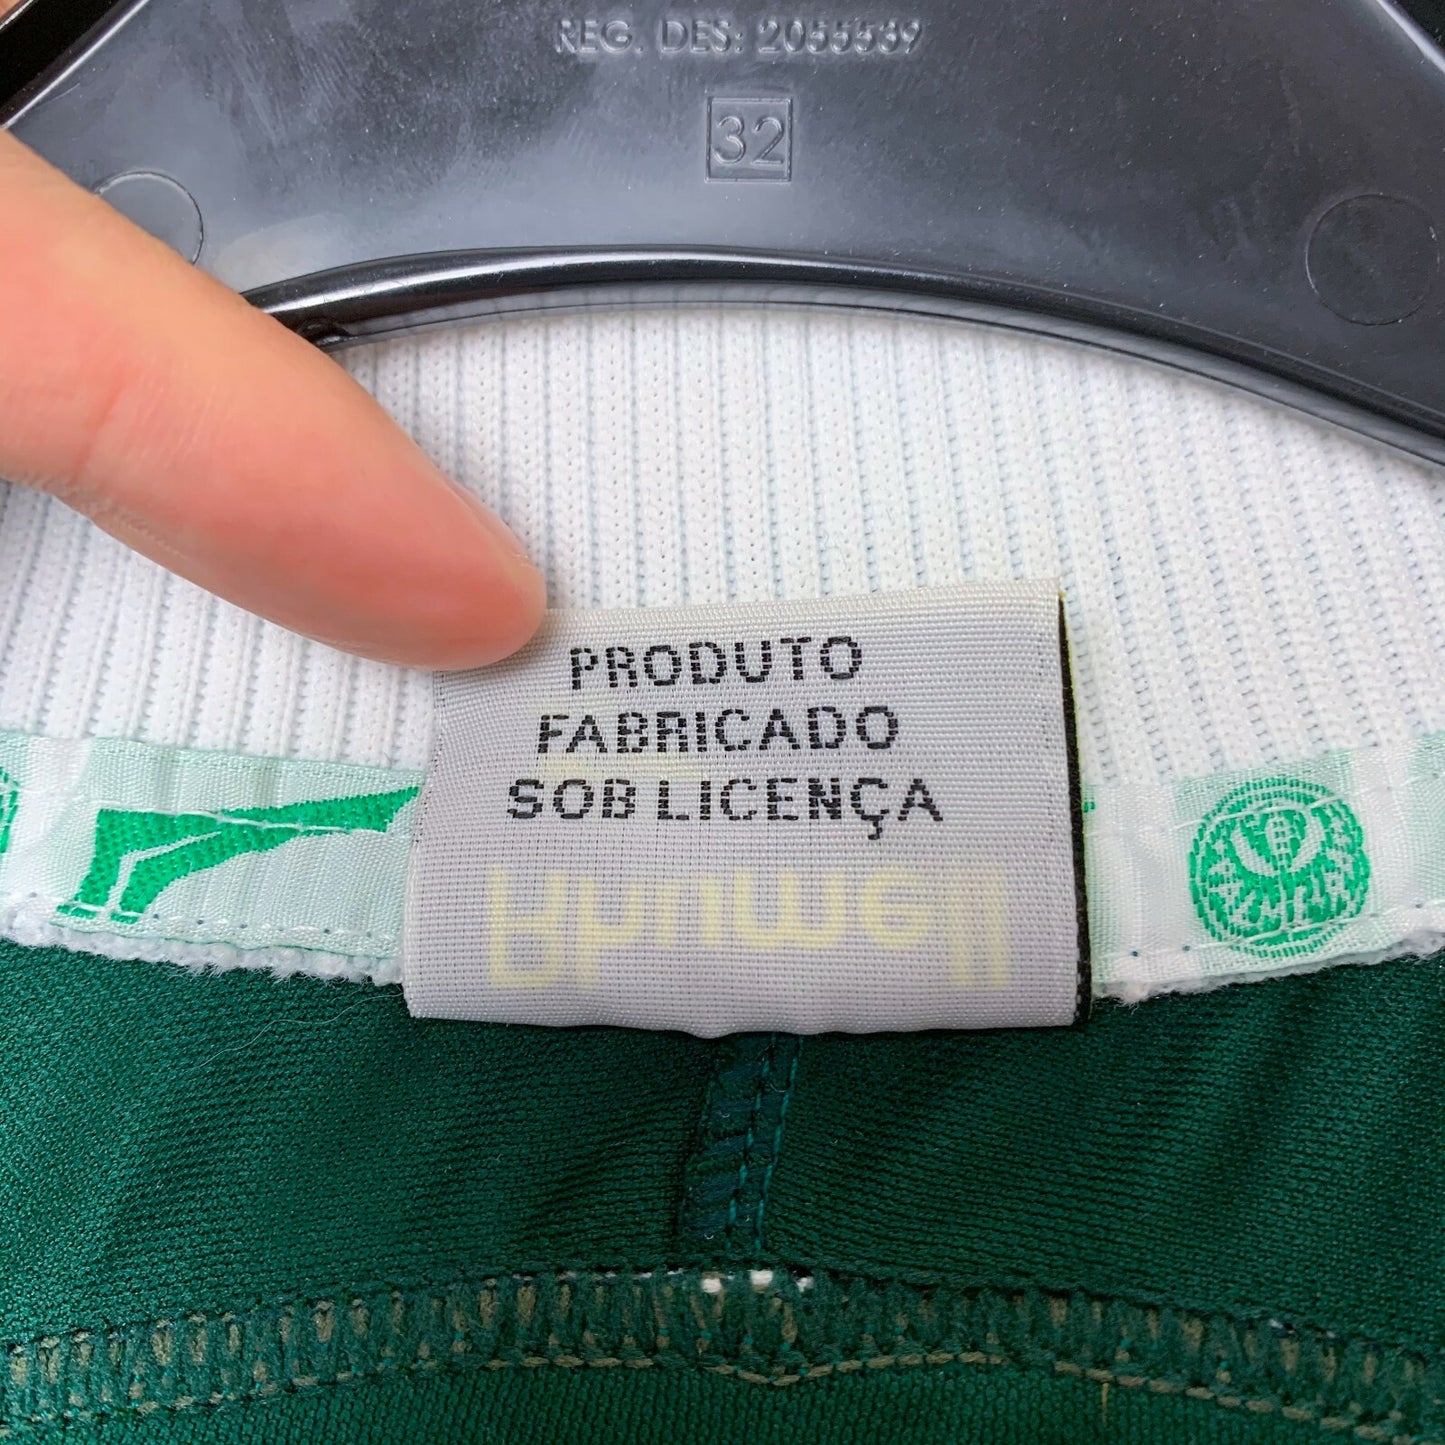 REG. DES: 2055539
32
PRODUTO
FABRICADO
SOB LICENÇA